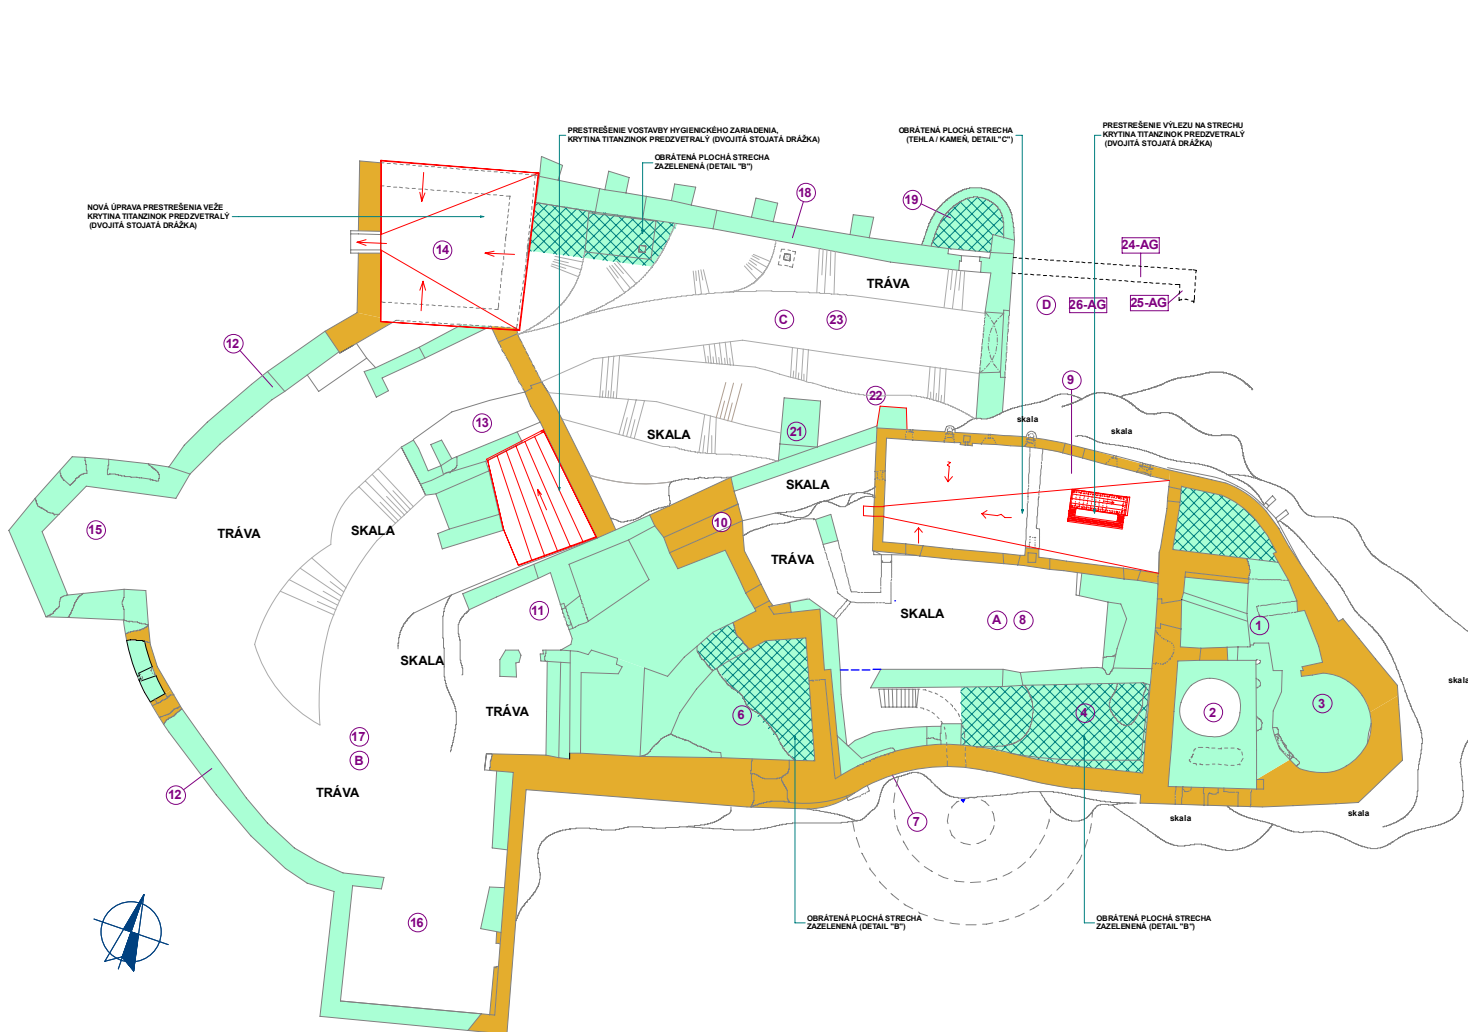 PRESTREŠENIE VOSTAVBY HYGIENICKÉHO ZARIADENIA,
KRYTINA TITANZINOK PREDZVETRALÝ (DVOJITÁ STOJATÁ DRÁŽKA)
OBRÁTENÁ PLOCHÁ STRECHA
(TEHLA / KAMEŇ, DETAIL"C")
PRESTREŠENIE VÝLEZU NA STRECHU
KRYTINA TITANZINOK PREDZVETRALÝ
(DVOJITÁ STOJATÁ DRÁŽKA)
OBRÁTENÁ PLOCHÁ STRECHA
ZAZELENENÁ (DETAIL "B")
NOVÁ ÚPRAVA PRESTREŠENIA VEŽE
KRYTINA TITANZINOK PREDZVETRALÝ
(DVOJITÁ STOJATÁ DRÁŽKA)
18
19
14
24-AG
TRÁVA
25-AG
D
26-AG
C
23
12
9
22
13
skala
21
skala
SKALA
SKALA
10
15
TRÁVA
SKALA
TRÁVA
11
SKALA
A
8
1
SKALA
skala
3
TRÁVA
6
4
2
17
B
TRÁVA
12
7
skala
skala
16
OBRÁTENÁ PLOCHÁ STRECHA
ZAZELENENÁ (DETAIL "B")
OBRÁTENÁ PLOCHÁ STRECHA
ZAZELENENÁ (DETAIL "B")